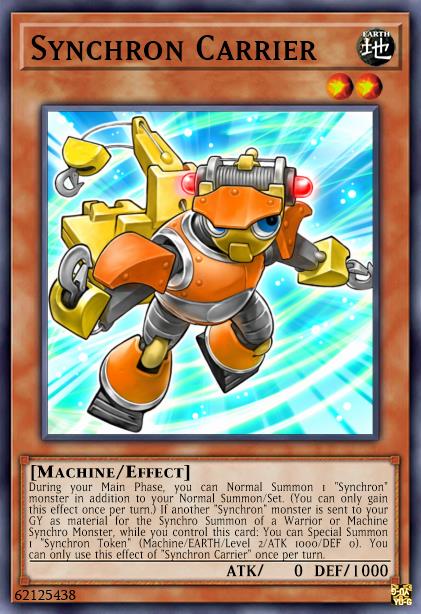 SYNCHRON CARRIER
EARTH
地
[MACHINE/EFFECT]
During your Main Phase, you can Normal Summon 1 "Synchron"
monster in addition to your Normal Summon/Set. (You can only gain
this effect once per turn.) If another "Synchron" monster is sent to your
GY as material for the Synchro Summon of a Warrior or Machine
Synchro Monster, while you control this card: You can Special Summon
1 "Synchron Token" (Machine/EARTH/Level 2/ATK 1000/DEF 0). You
can only use this effect of "Synchron Carrier" once per turn.
ATK/ 0 DEF/1000
62125438